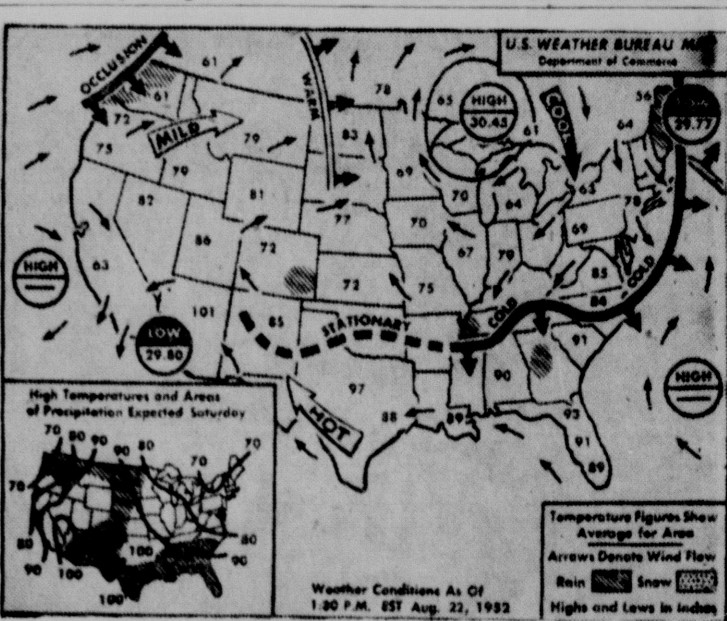 U.S. WEATHER BUREAU
Department of Commerce
OCCLUSION
61
61
WARM
78
65
HIGH
30.45
COOL
61
56
29.77
64
72
MILD
75
79
79
83
69
82
81
77
70
70
64
63
78
69
86
72
67
79
85
HIGH
63
72
75
COLD
COLD
84
101
85
STATIONARY
91
LOW
29.80
97
90
HIGH
88
HOT
89
93
91
89
High Temperatures and Areas
of Precipitation Expected Saturday
70 80 90 90 80 70 70
70
80
90
100
100
80
90
100
Weather Conditions As Of
1:30 P.M. EST Aug. 22, 1952
Temperature Figures Show
Average for Area
Arrows Denote Wind Flow
Rain Snow
Highs and Lows in Inches